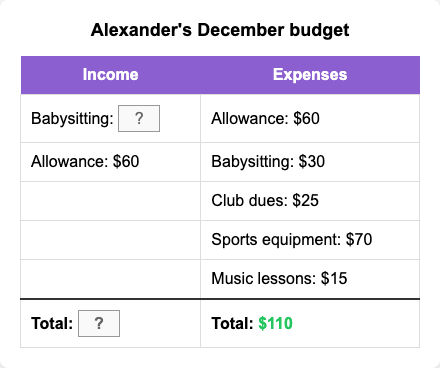 Alexander's December budget
Income Expenses
Babysitting: ? Allowance: $60
Allowance: $60 Babysitting: $30
Club dues: $25
Sports equipment: $70
Music lessons: $15
Total: ? Total: $110